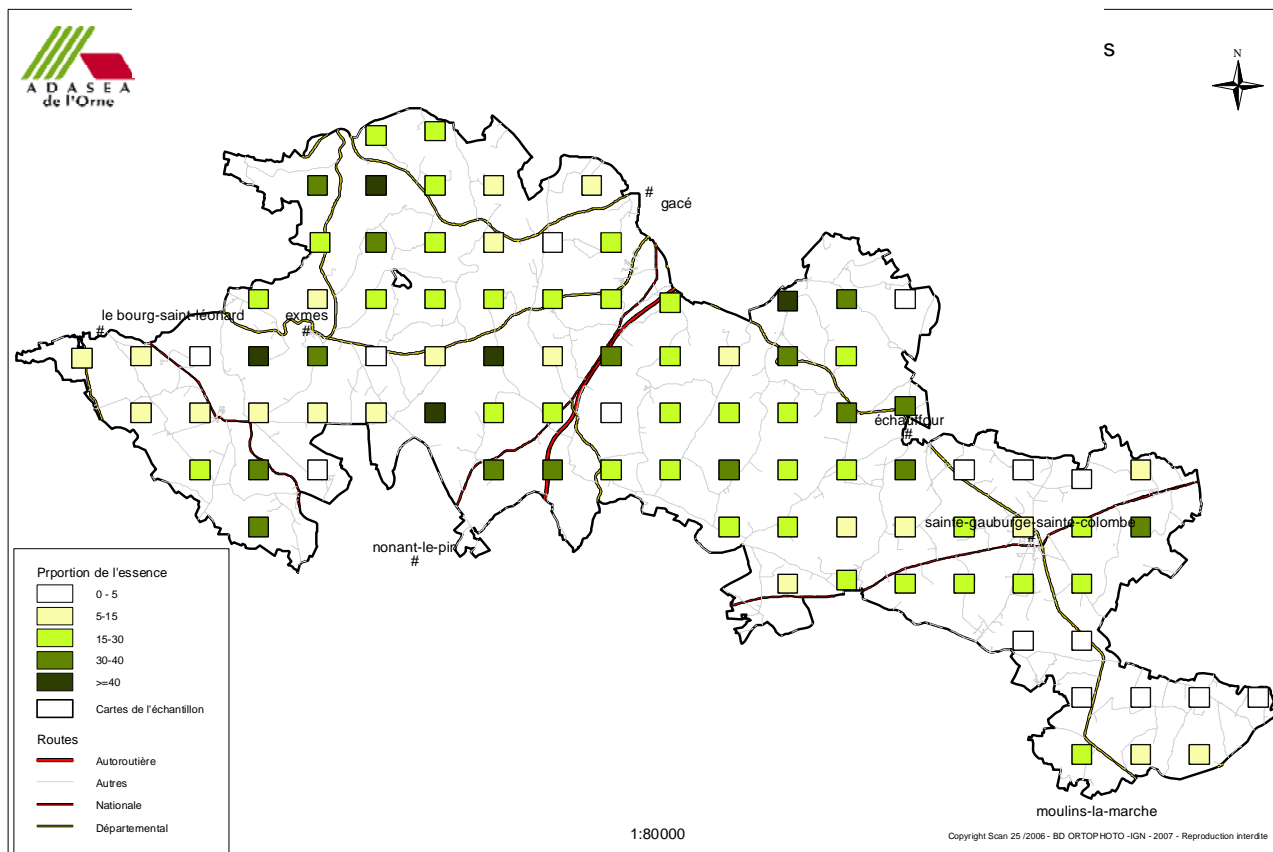 S
N
ADASEA
de l'Orne
gacé
le bourg-saint-léonard
exmes
échauffour
sainte-gauburge-sainte-colombe
nonant-le-pin
moulins-la-marche
Prportion de l'essence
0 - 5
5-15
15-30
30-40
>=40
Cartes de l'échantillon
Routes
Autoroutière
Autres
Nationale
Départemental
1:80000
Copyright Scan 25 /2006 - BD ORTOPHOTO -IGN - 2007 - Reproduction interdite